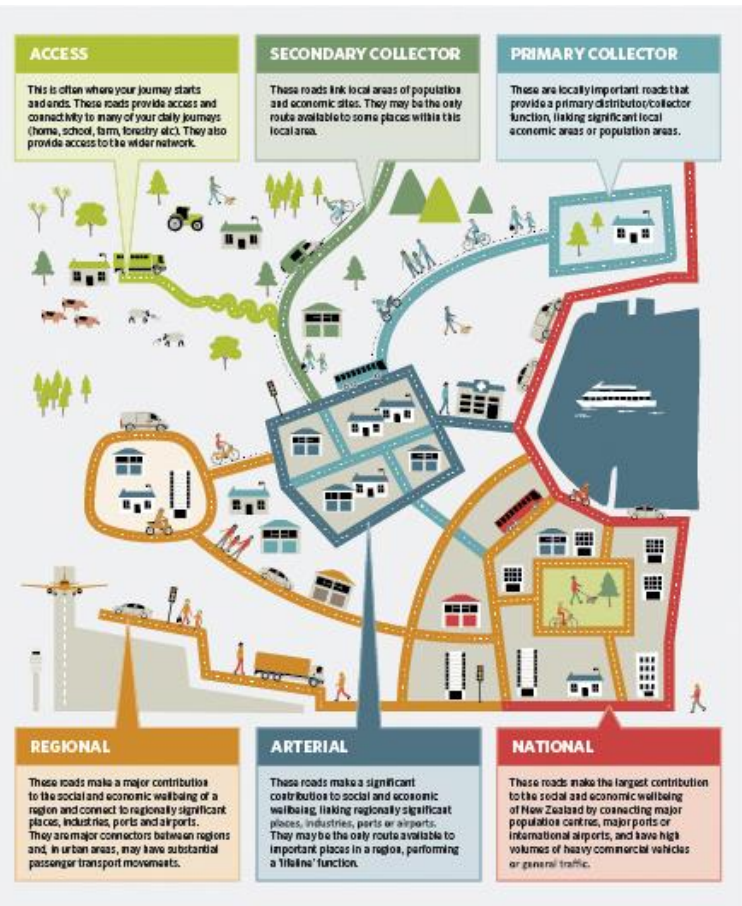 ACCESS
This is often where your journey starts
and ends. These roads provide access and
connectivity to many of your daily journeys
(home, school, farm, forestry etc). They also
provide access to the wider network.
SECONDARY COLLECTOR
These roads link local areas of population
and economic sites. They may be the only
route available to some places within this
local area.
PRIMARY COLLECTOR
These are locally important roads that
provide a primary distributor/collector
function, linking significant local
economic areas or population areas.
REGIONAL
These roads make a major contribution
to the social and economic wellbeing of a
region and connect to regionally significant
places, industries, ports and airports.
They are major connectors between regions
and, in urban areas, may have substantial
passenger transport movements.
ARTERIAL
These roads make a significant
contribution to social and economic
wellbeing, linking regionally significant
places, industries, ports or airports.
They may be the only route available to
important places in a region, performing
a 'lifeline' function.
NATIONAL
These roads make the largest contribution
to the social and economic wellbeing
of New Zealand by connecting major
population centres, major ports or
international airports, and have high
volumes of heavy commercial vehicles
or general traffic.